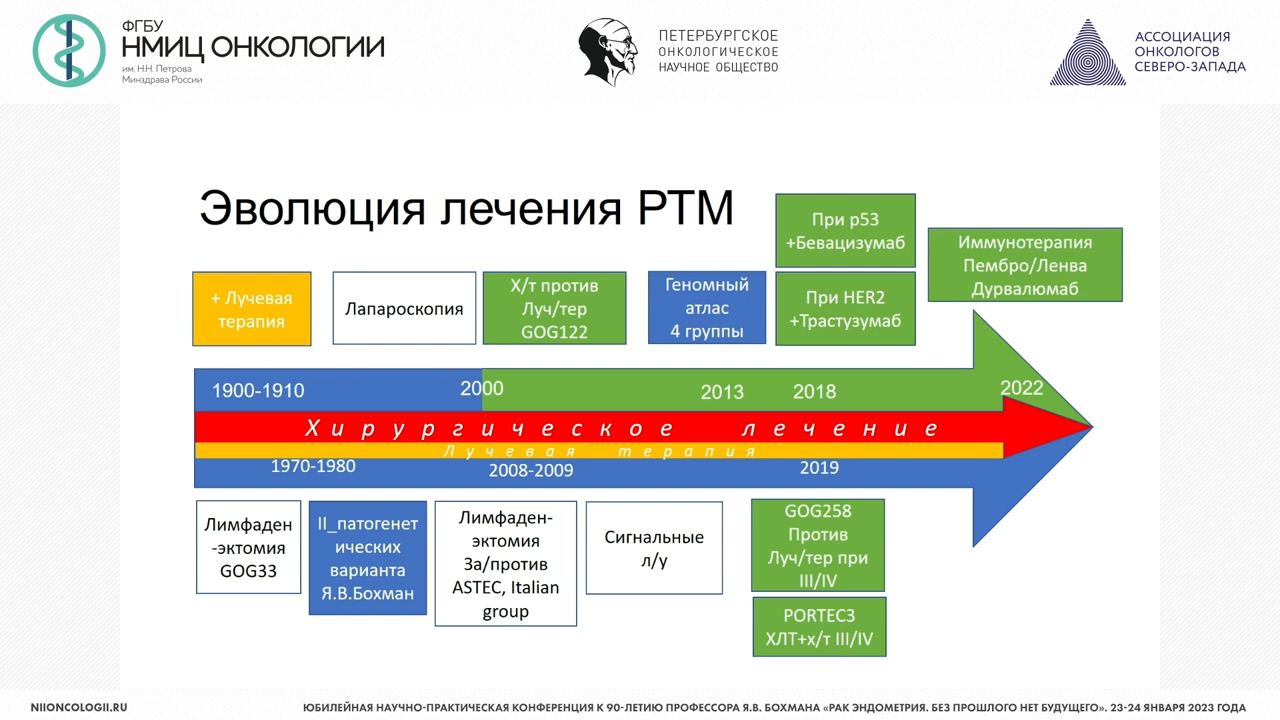 ФГБУ
НМИЦ ОНКОЛОГИИ
им. Н.Н. Петрова
Минздрава России
ПЕТЕРБУРГСКОЕ
ОНКОЛОГИЧЕСКОЕ
НАУЧНОЕ ОБЩЕСТВО
АССОЦИАЦИЯ
ОНКОЛОГОВ
СЕВЕРО-ЗАПАДА
Эволюция лечения РТМ
+ Лучевая
терапия
Лапароскопия
Х/т против
Луч/тер
GOG122
Геномный
атлас
4 группы
При p53
+Бевацизумаб
При HER2
+Трастузумаб
Иммунотерапия
Пембро/Ленва
Дурвалюмаб
1900-1910
2000
2013
2018
2022
Хирургическое лечение
Лучевая терапия
1970-1980
2008-2009
2019
Лимфаден
-эктомия
GOG33
II_патогенет
ических
варианта
Я.В.Бохман
Лимфаден-
эктомия
За/против
ASTEC, Italian
group
Сигнальные
л/у
GOG258
Против
Луч/тер при
III/IV
PORTEC3
ХЛТ+х/т III/IV
NIIONCOLOGII.RU
ЮБИЛЕЙНАЯ НАУЧНО-ПРАКТИЧЕСКАЯ КОНФЕРЕНЦИЯ К 90-ЛЕТИЮ ПРОФЕССОРА Я.В. БОХМАНА «РАК ЭНДОМЕТРИЯ. БЕЗ ПРОШЛОГО НЕТ БУДУЩЕГО». 23-24 ЯНВАРЯ 2023 ГОДА